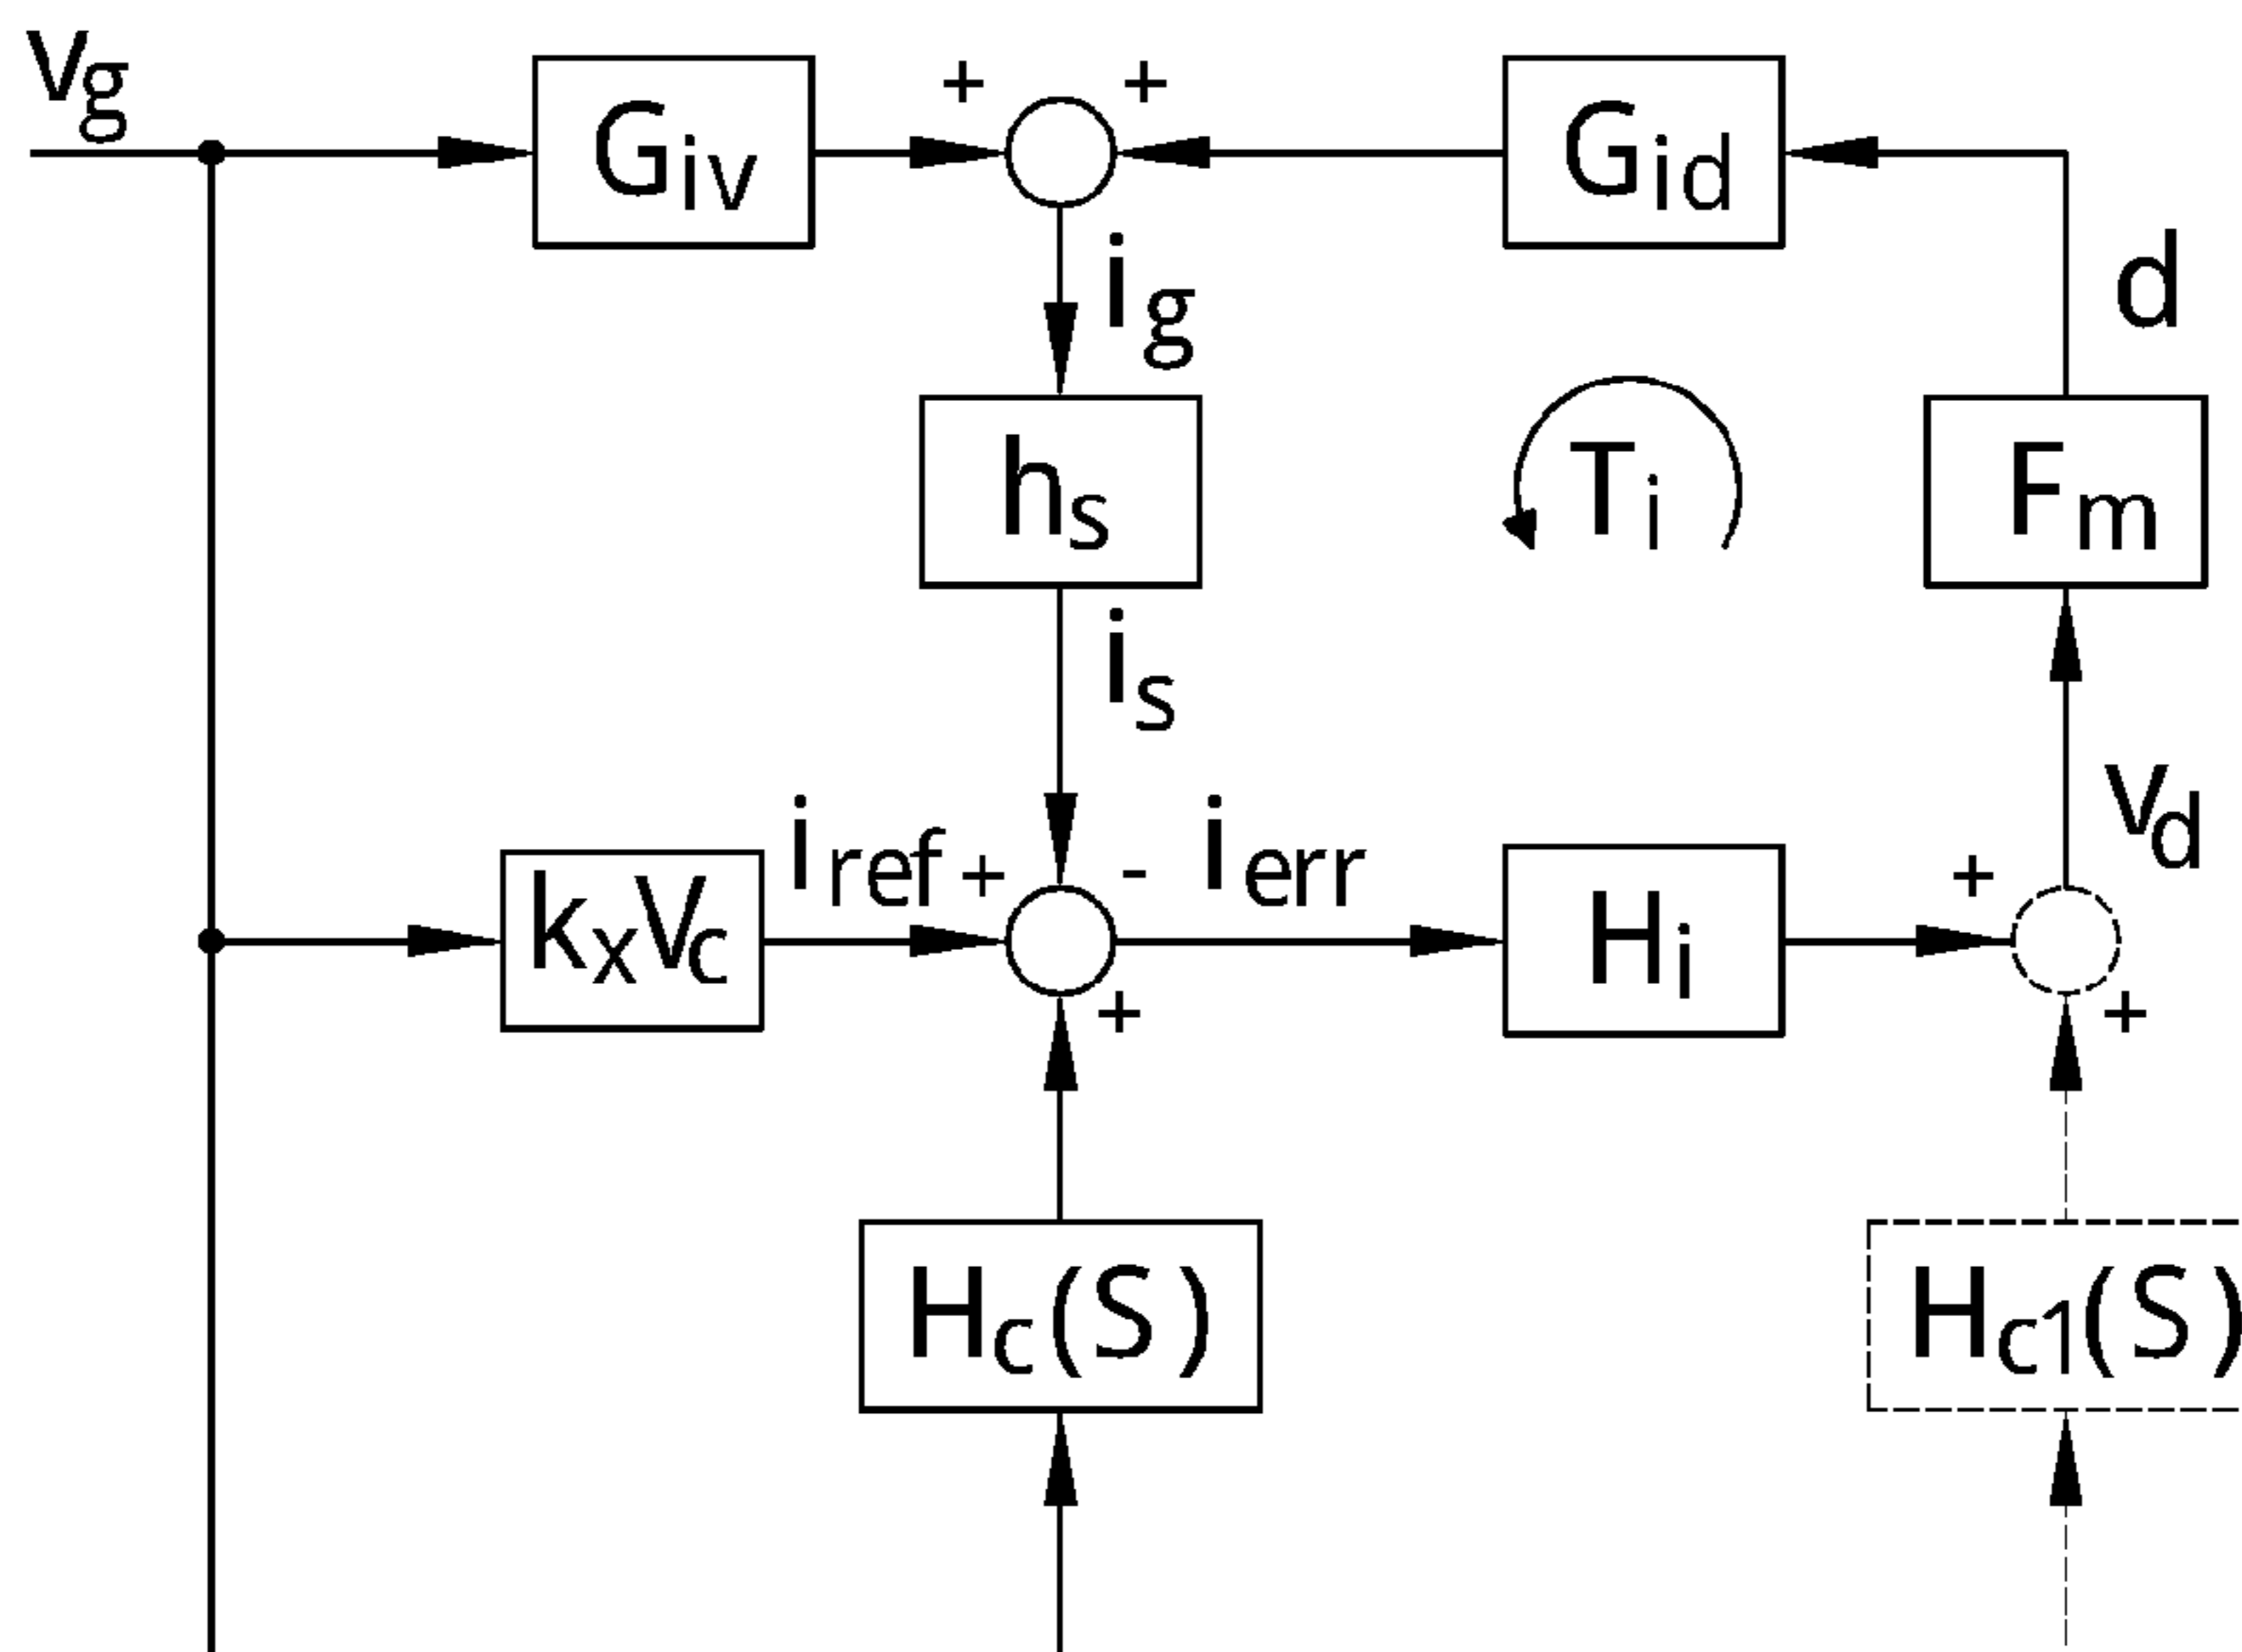 vg
Giv
+
+
Gid
ig
d
hs
Ti
Fm
is
vd
kxVc
iref
+
-
ierr
Hi
+
+
+
Hc(S)
Hc1(S)